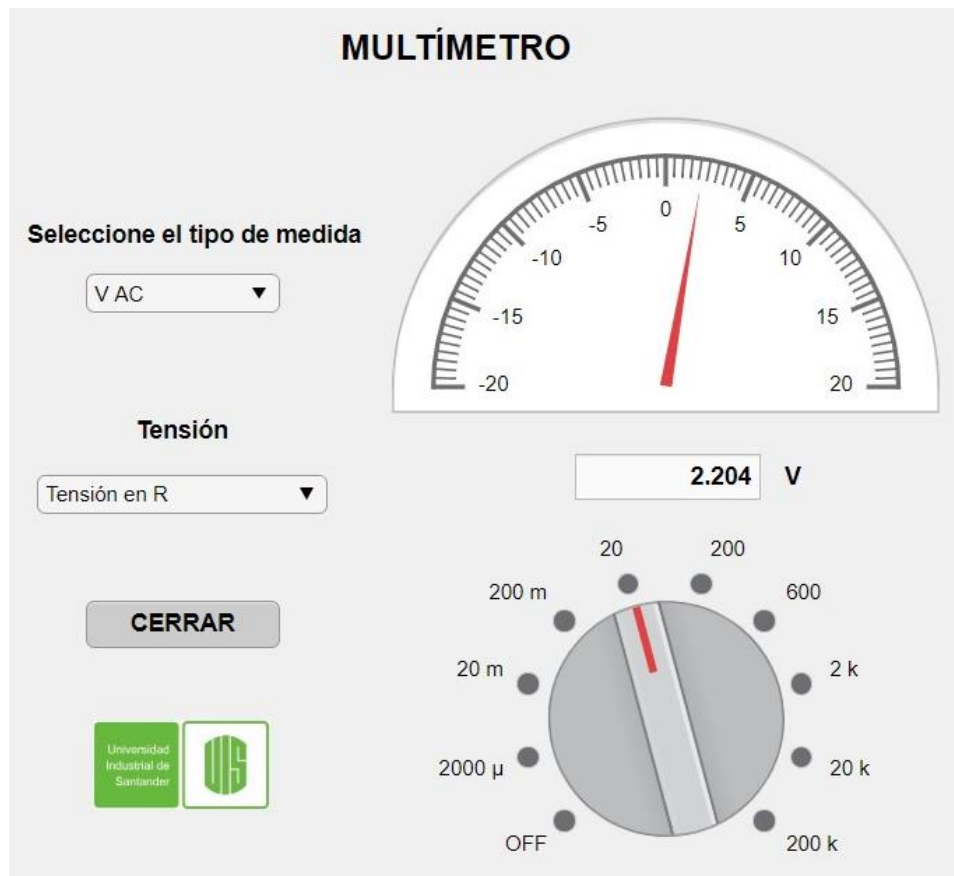 MULTÍMETRO
Seleccione el tipo de medida
V AC
Tensión
Tensión en R
CERRAR
Universidad
Industrial de
Santander
UIS
-20
-15
-10
-5
0
5
10
15
20
2.204 V
OFF
2000 µ
20 m
200 m
20
200
600
2 k
20 k
200 k